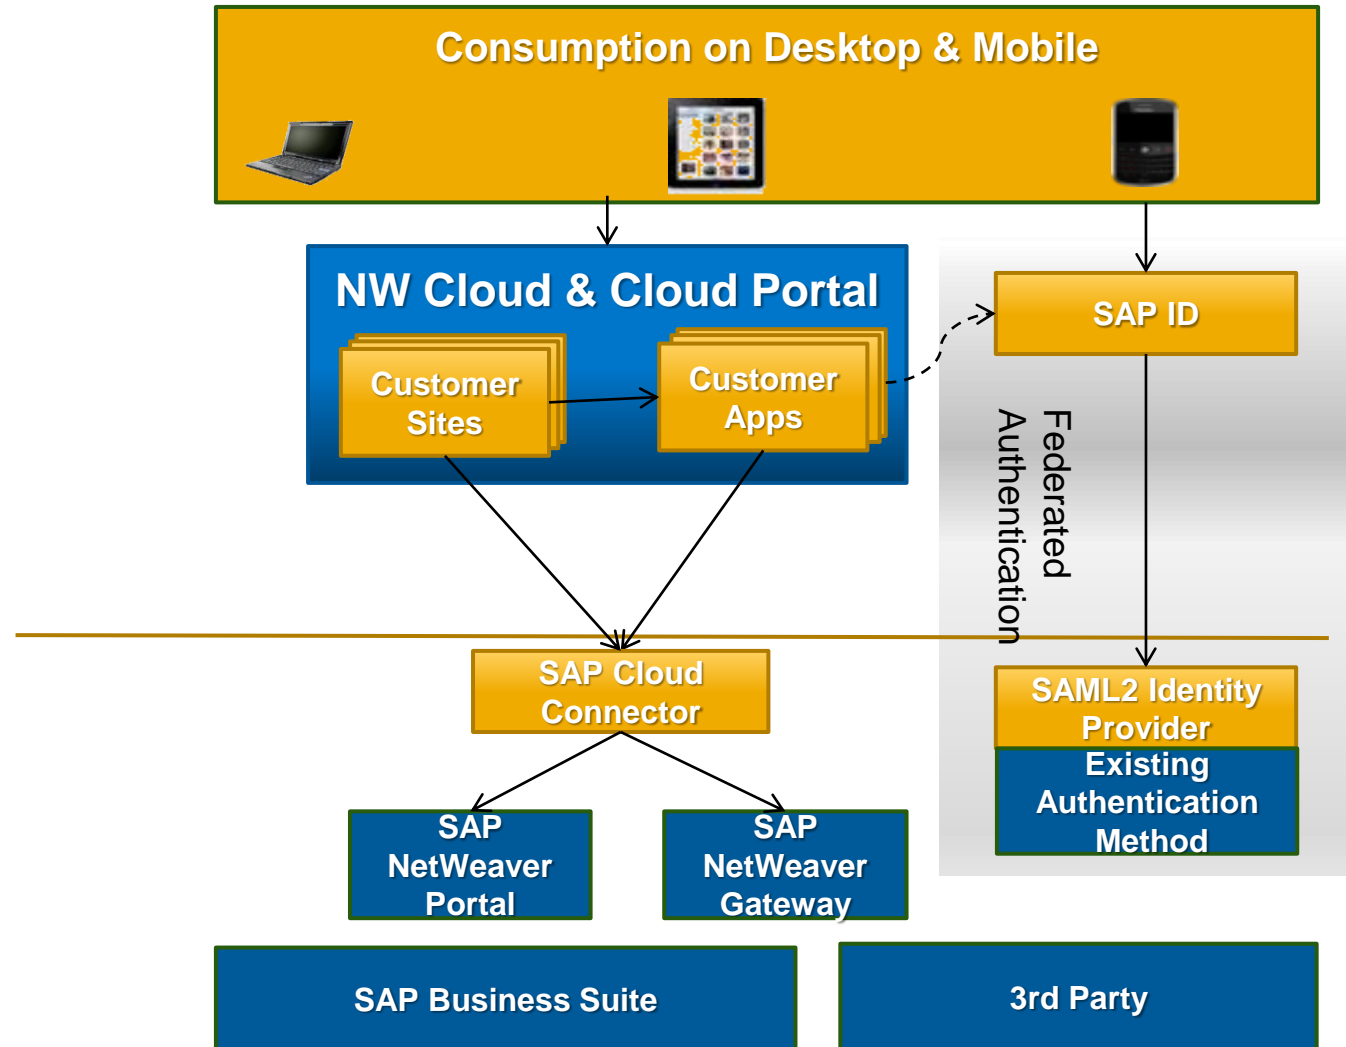 Consumption on Desktop & Mobile
NW Cloud & Cloud Portal
Customer
Sites
Customer
Apps
SAP ID
Federated
Authentication
SAP Cloud
Connector
SAML2 Identity
Provider
Existing
Authentication
Method
SAP
NetWeaver
Portal
SAP
NetWeaver
Gateway
SAP Business Suite
3rd Party